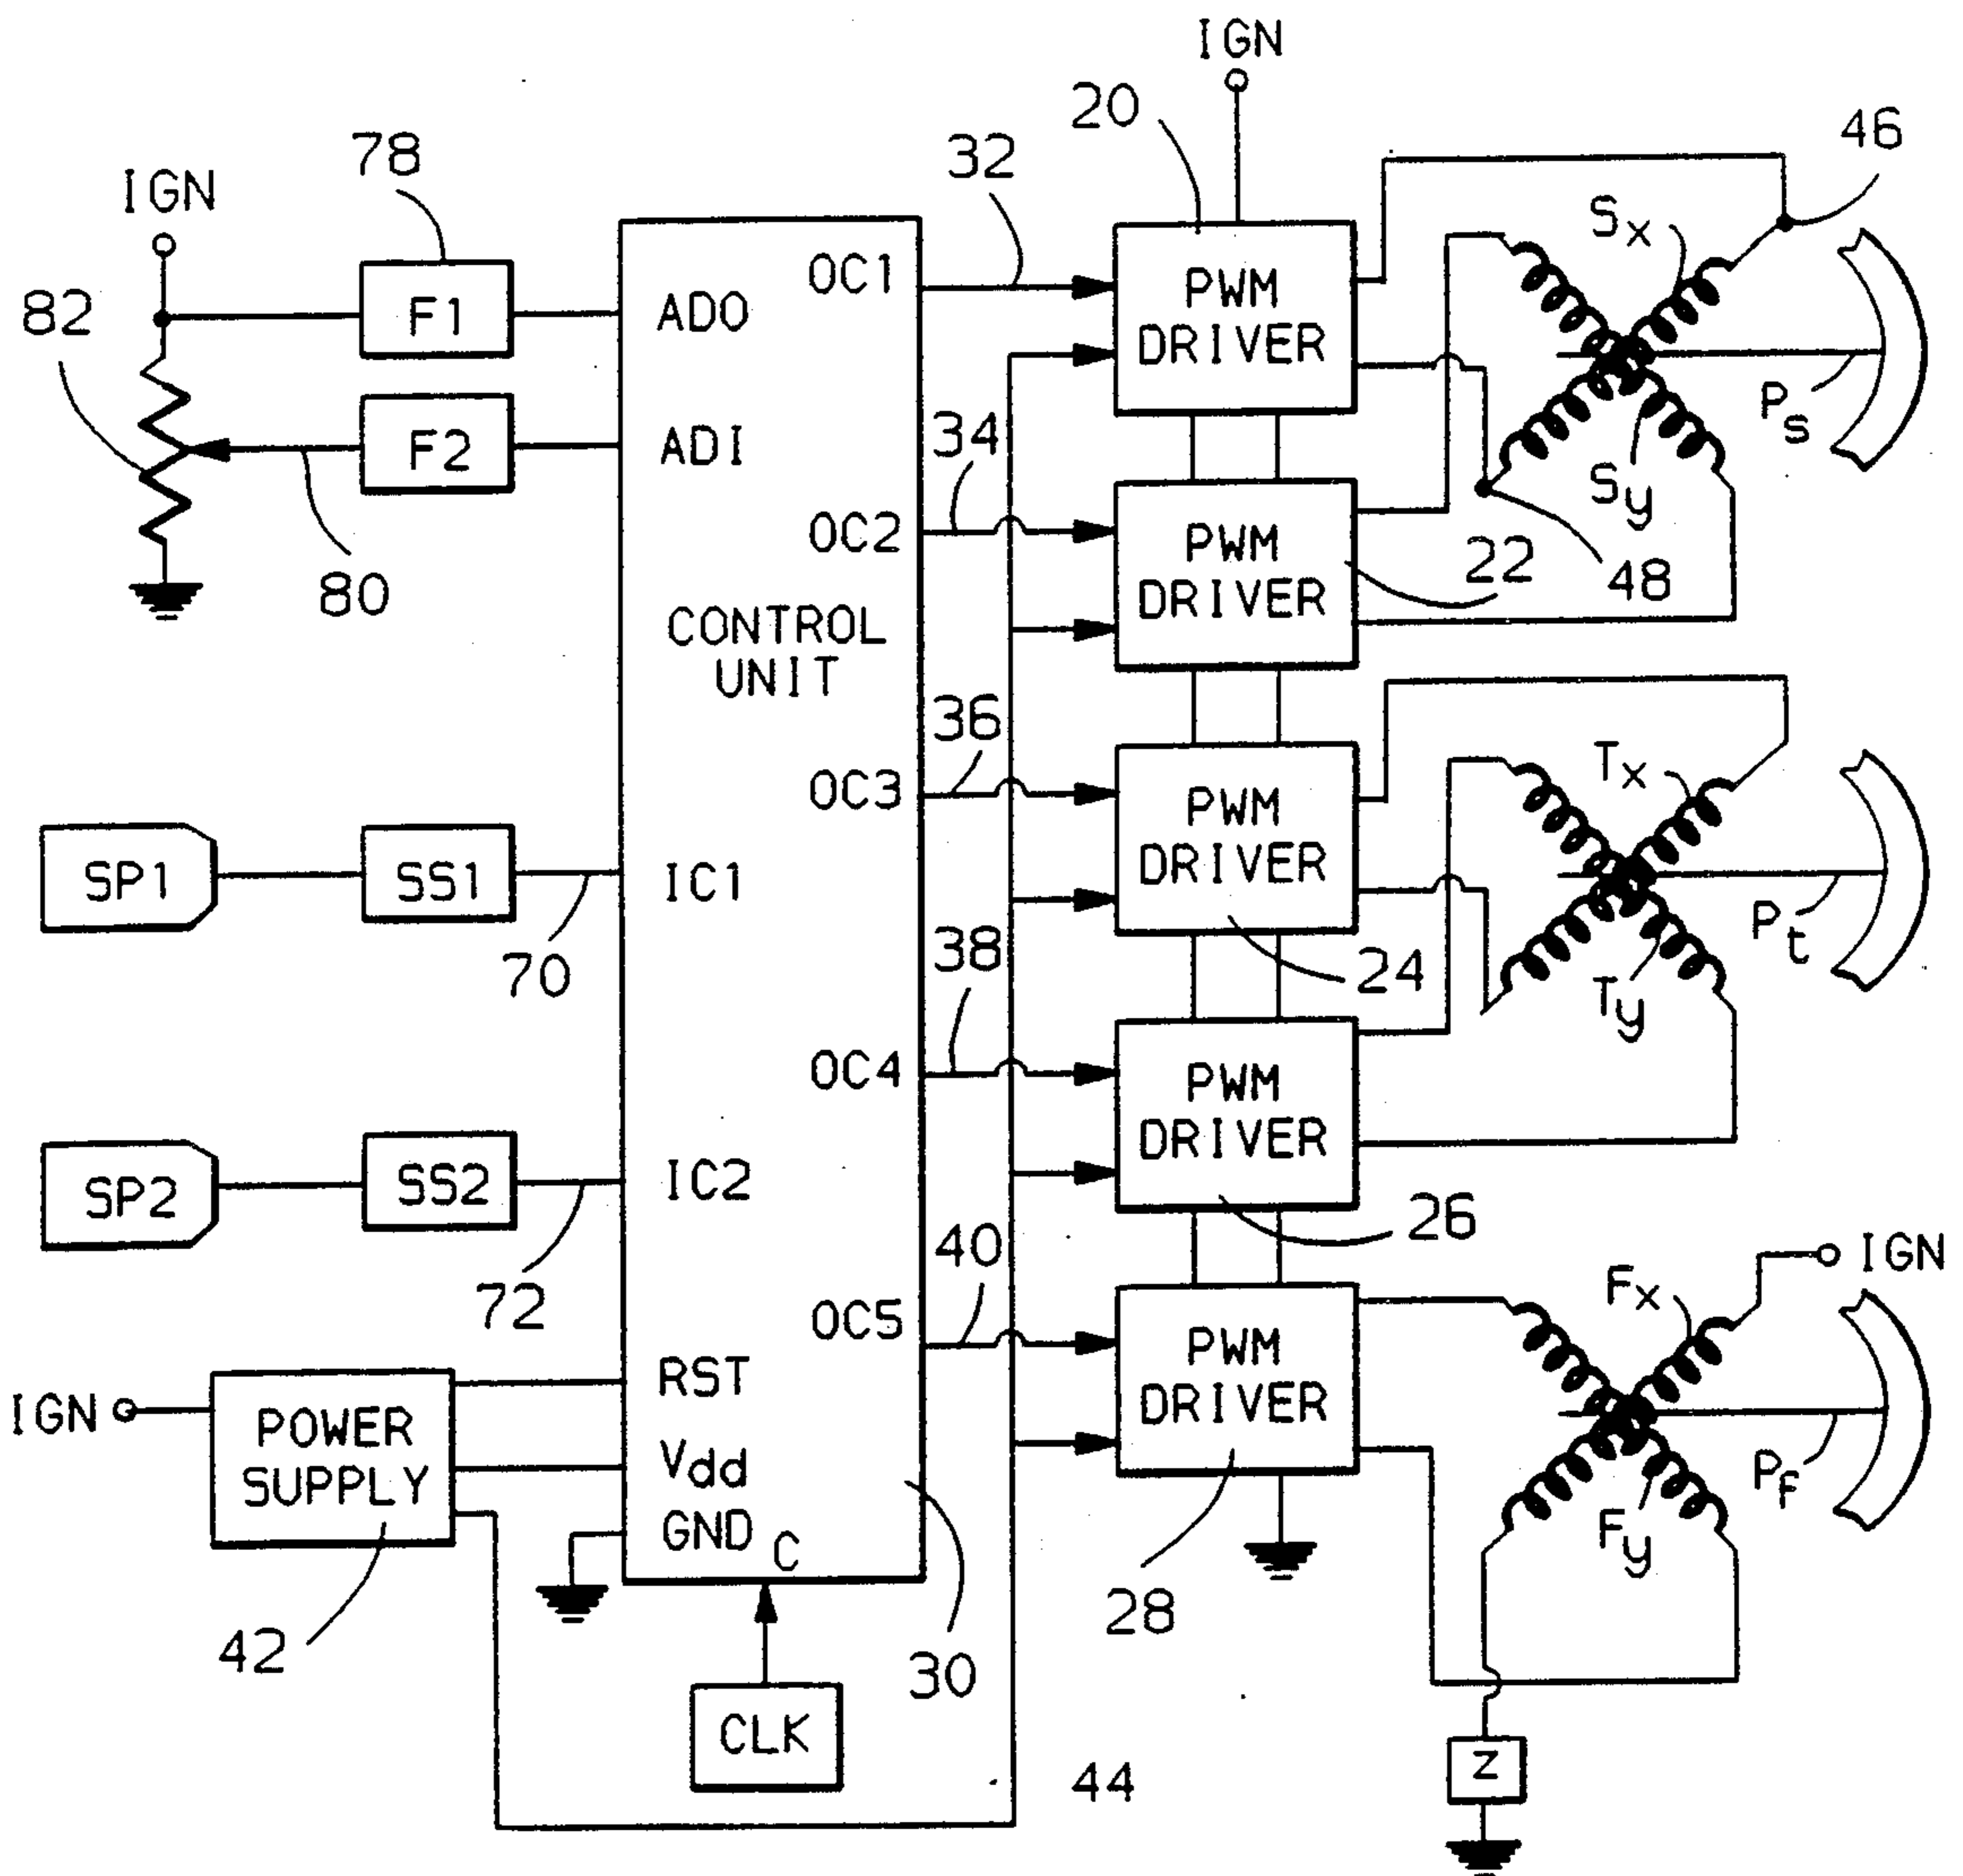 IGN
20
46
78
32
IGN
Sx
OC1
PWM
DRIVER
82
F1
AD0
Ps
F2
ADI
34
Sy
OC2
PWM
DRIVER
22
48
80
CONTROL
UNIT
36
Tx
OC3
PWM
DRIVER
SP1
SS1
IC1
Pt
38
70
24
Ty
OC4
PWM
DRIVER
SP2
SS2
IC2
26
40
IGN
72
Fx
OC5
PWM
DRIVER
RST
IGN
POWER
SUPPLY
Vdd
Pf
GND
C
Fy
28
42
30
CLK
44
Z